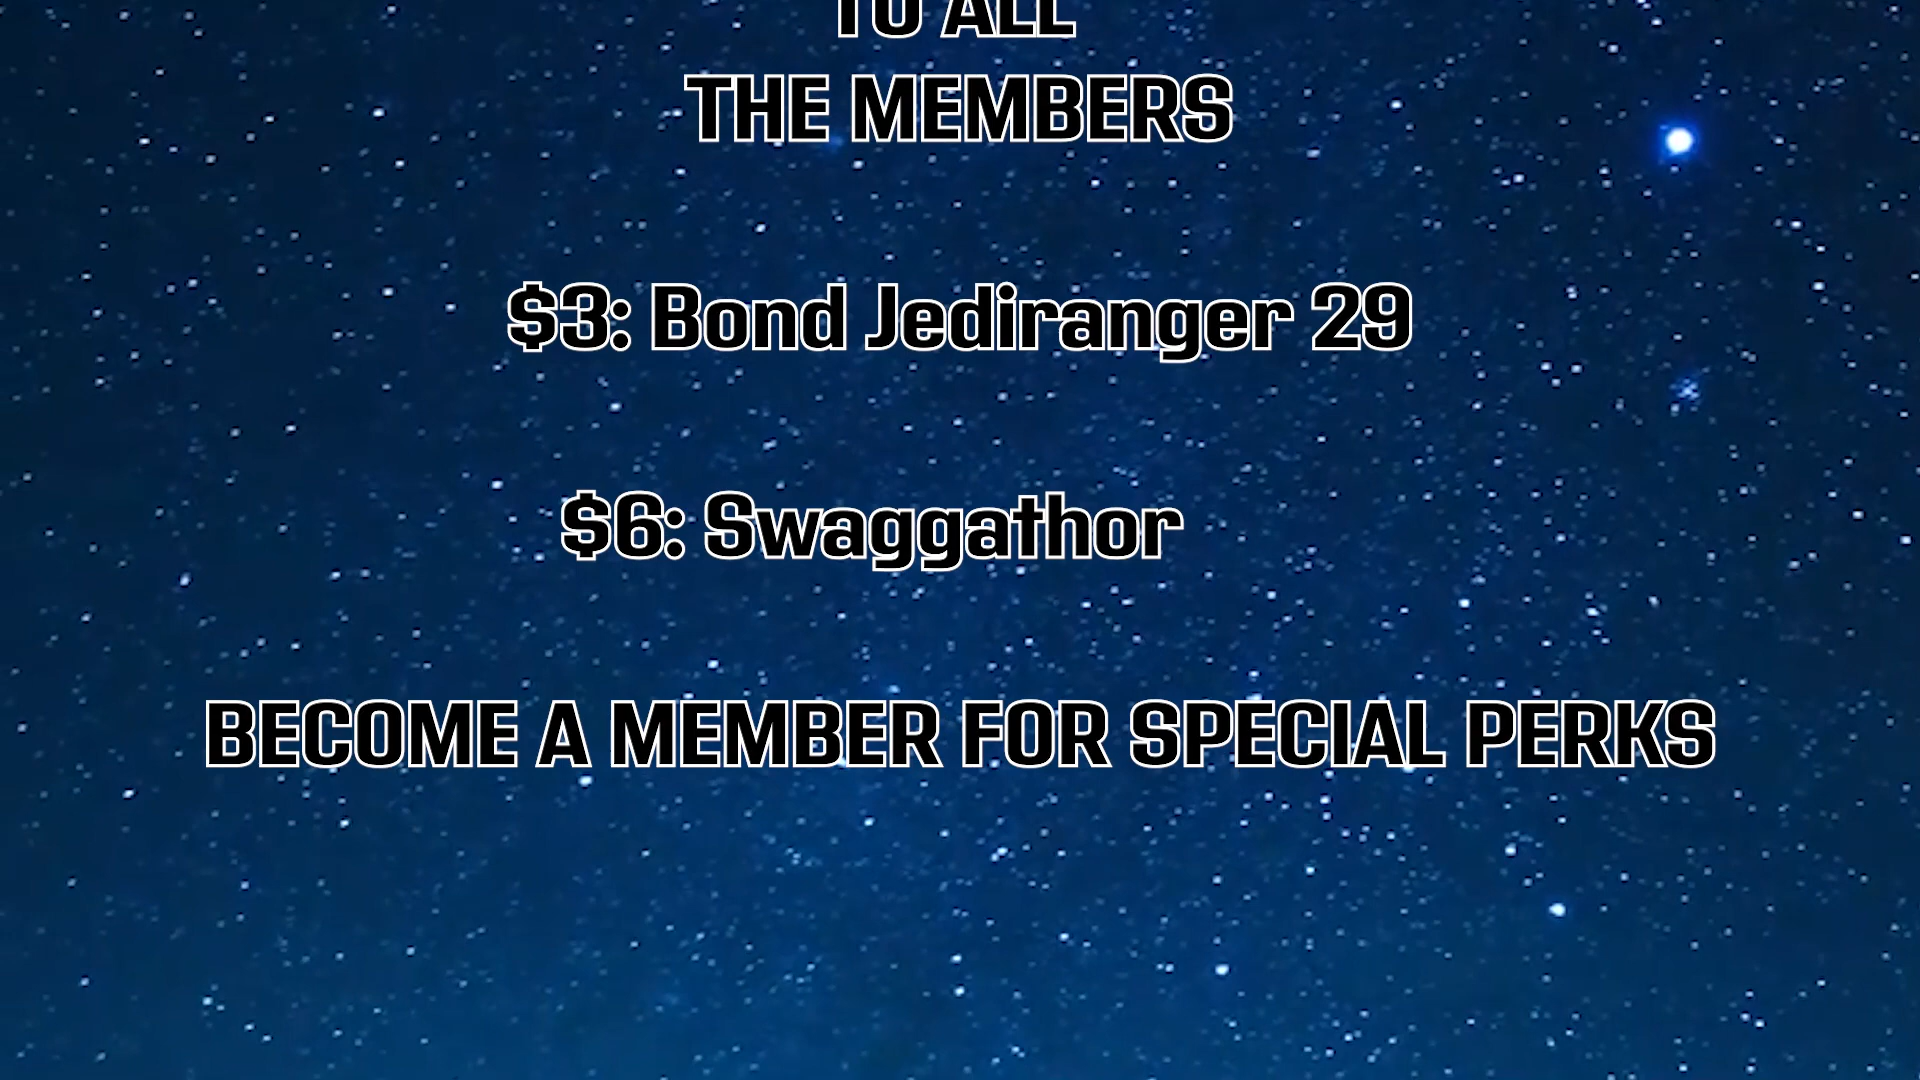 TO ALL
THE MEMBERS
$3: Bond Jediranger 29
$6: Swaggathor
BECOME A MEMBER FOR SPECIAL PERKS